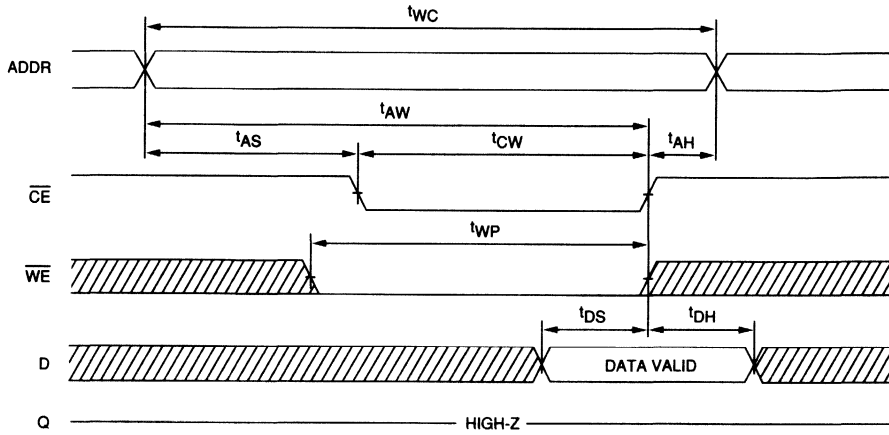 tWC
ADDR
tAW
tAS tCW tAH
CE
tWP
WE
tDS tDH
D DATA VALID
Q HIGH-Z